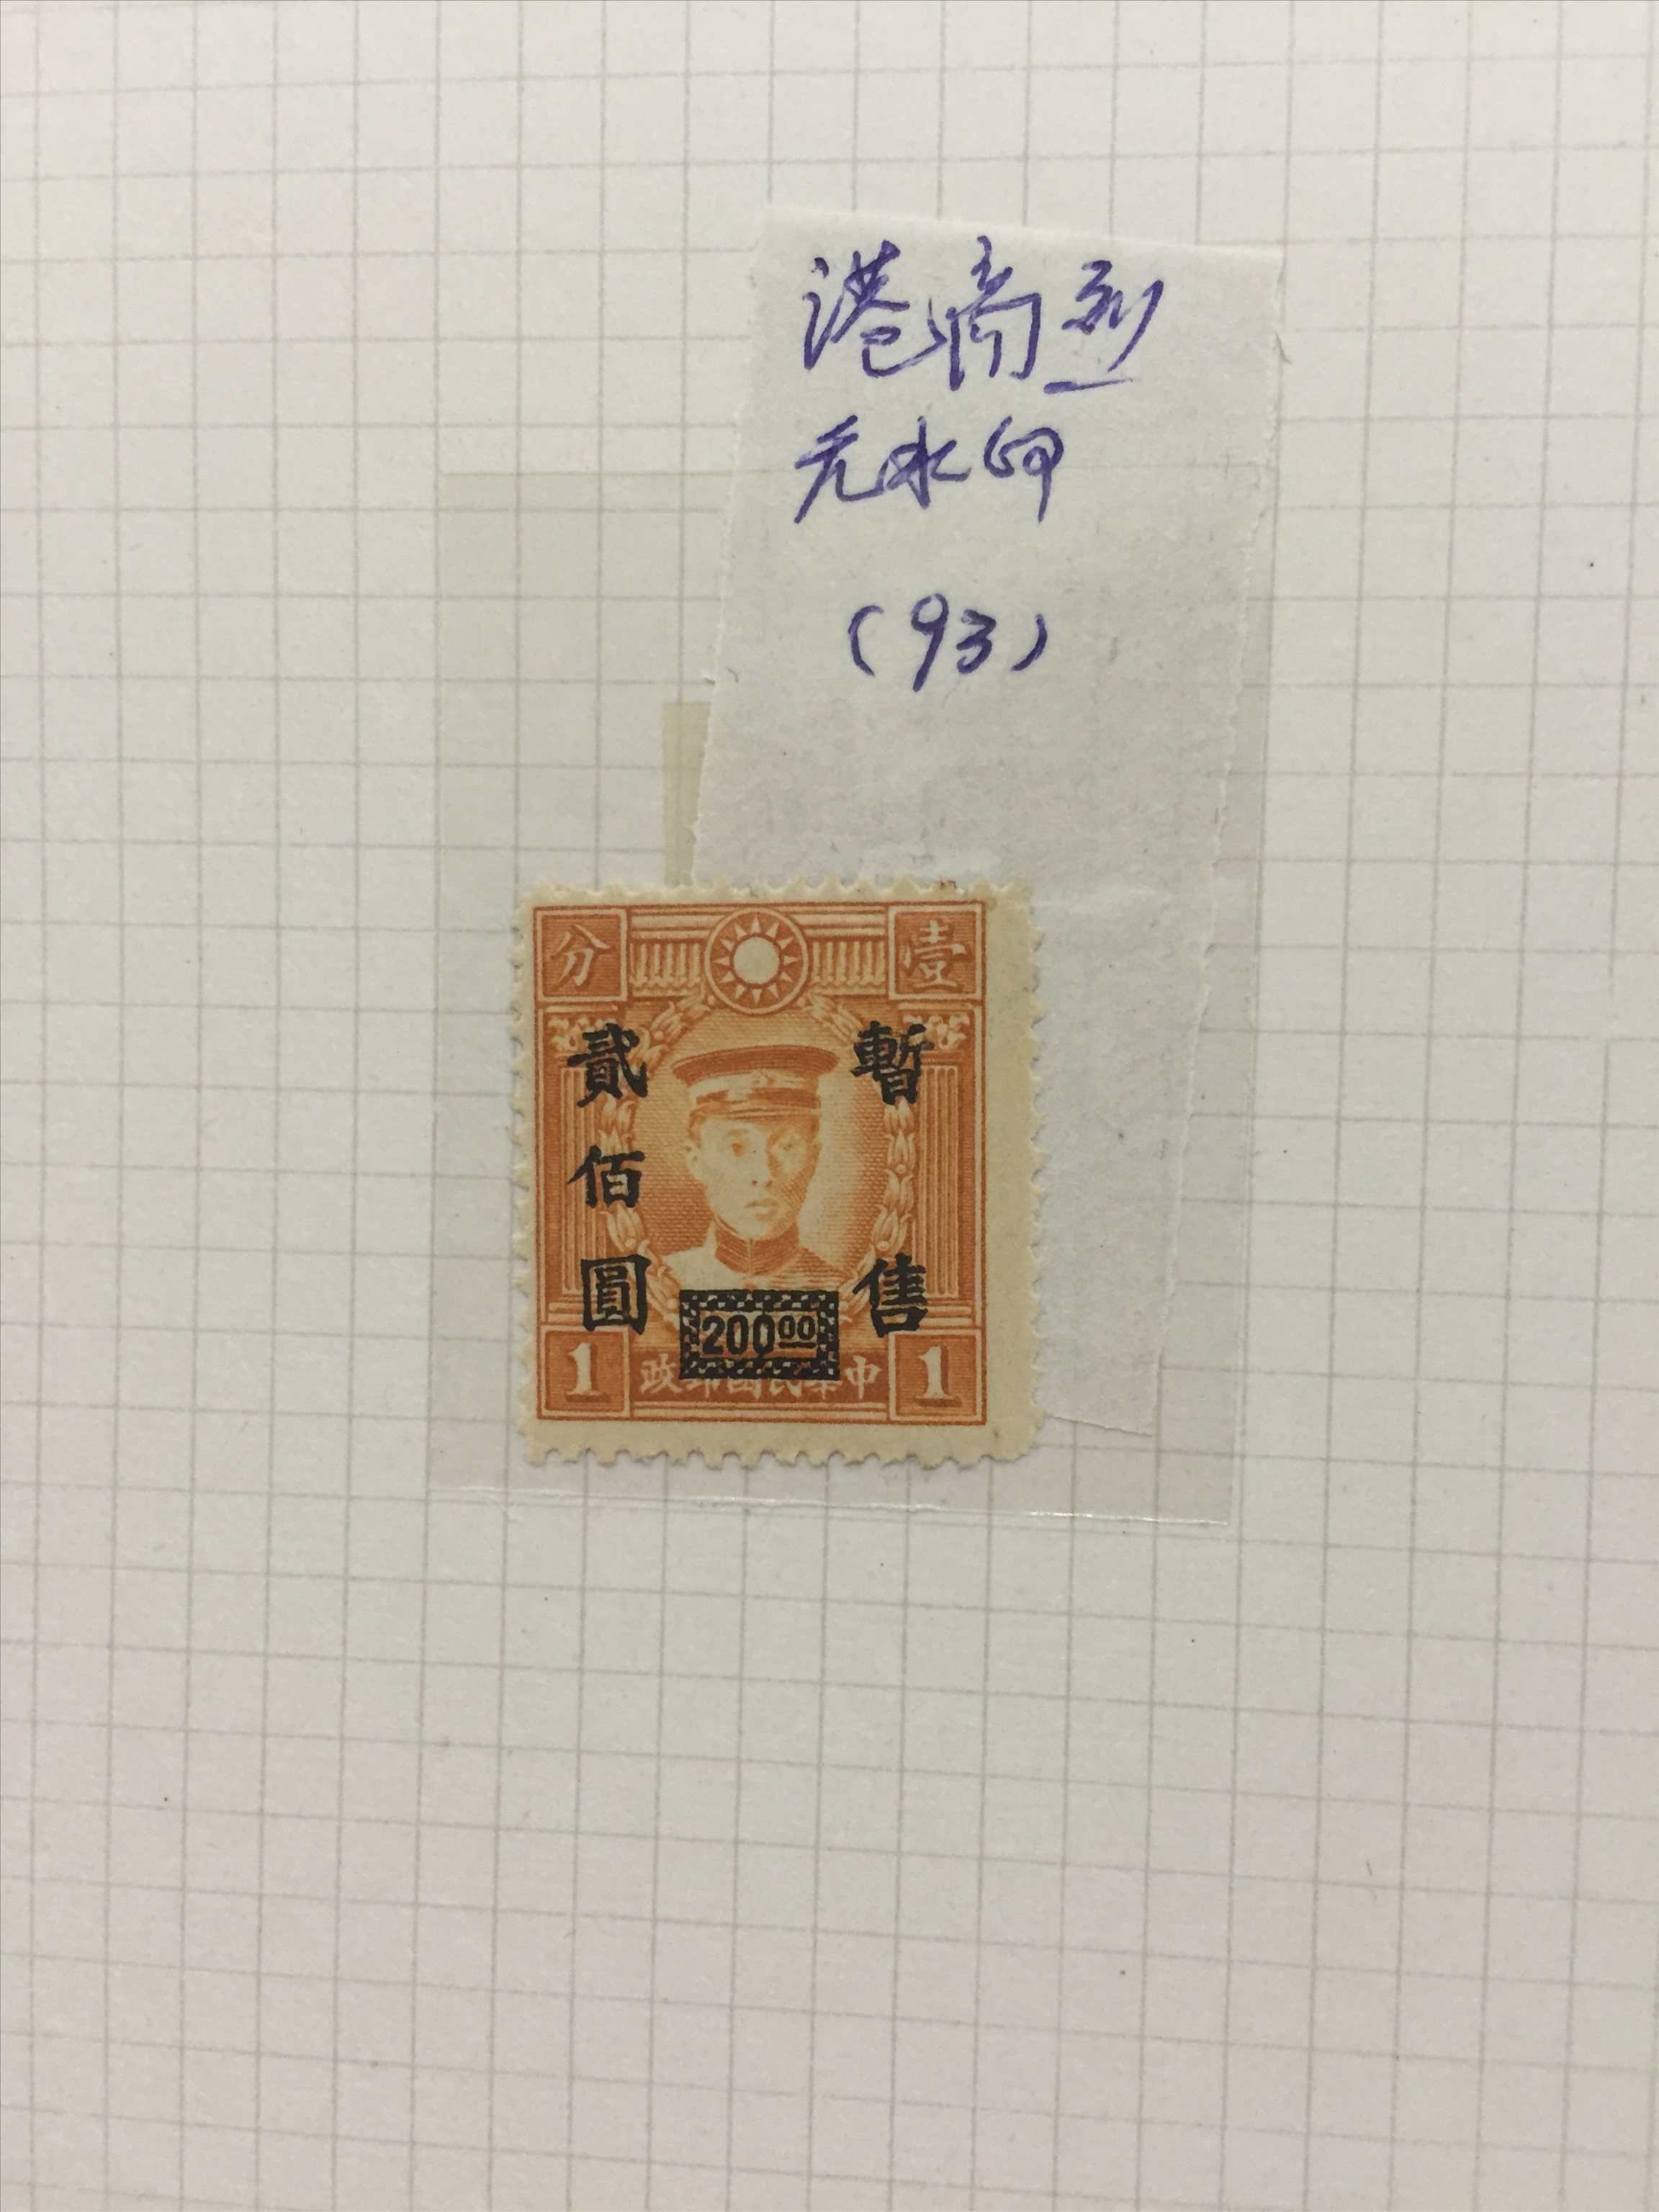 港商烈
无水印
(93)
分 壹
貳佰圓
暫售
200.00
1 1
政郵國民華中